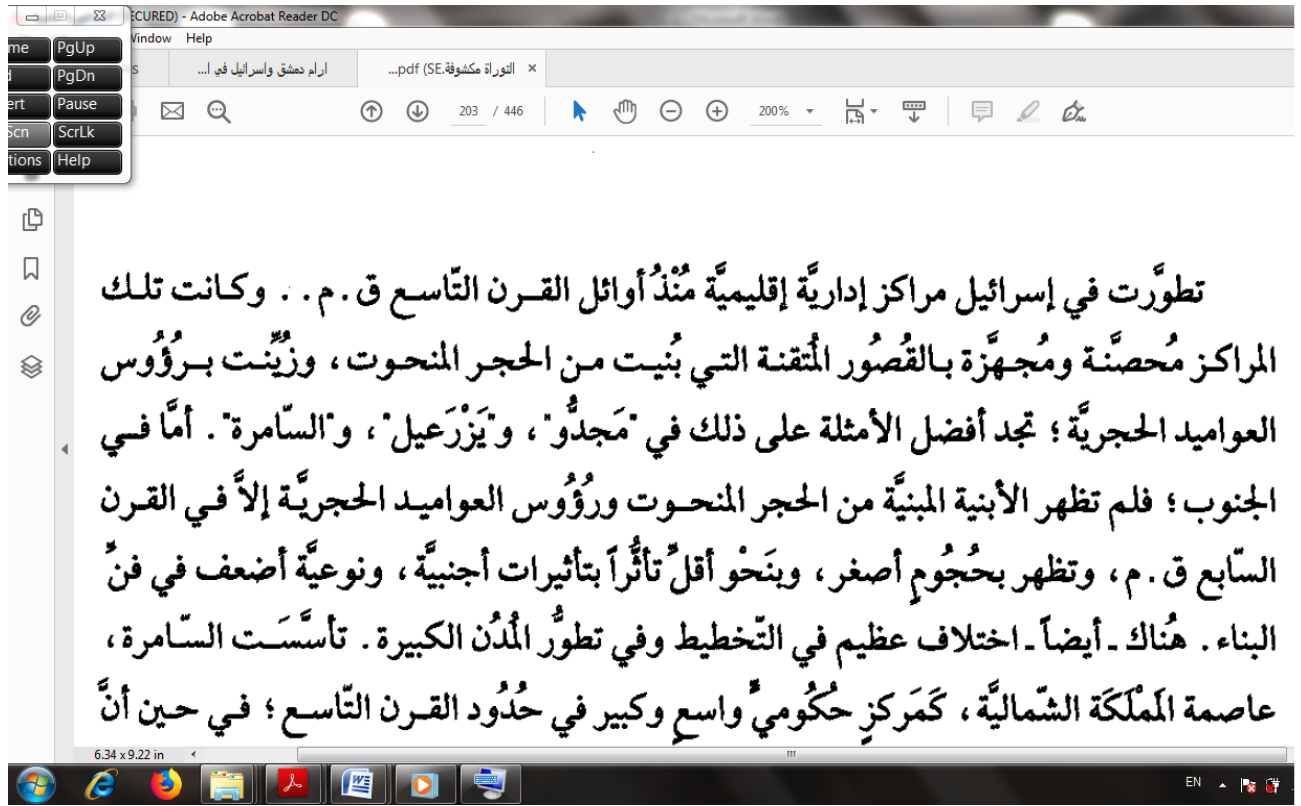 ECURED) - Adobe Acrobat Reader DC
Window Help
me PgUp
d PgDn
ert Pause
Scn ScrLk
tions Help
s
ارام دمشق واسرائيل في ا...
التوراة مكشوفة.pdf (SE...
×
203 / 446
200%
تطوَّرت في إسرائيل مراكز إداريَّة إقليميَّة مُنْذُ أوائل القـرن التّاسـع ق . م . . وكـانت تلـك
المراكـز مُحصنَّـة ومُجـهَّزة بـالقُصُور المُتقنـة التـي بُنيـت مـن الحجـر المنحـوت ، وزُيِّنـت بـرُؤُوس
العواميد الحجريَّة ؛ تجد أفضل الأمثلة على ذلك في "مَجدُّو" ، و"يَزْرَعيل" ، و"السّامرة" . أمَّا فـي
الجنوب ؛ فلم تظهر الأبنية المبنيَّة من الحجر المنحـوت ورُؤُوس العواميـد الحجريَّـة إلاَّ فـي القـرن
السّابع ق . م ، وتظهر بحُجُومٍ أصغر ، وبنَحْو أقلِّ تأثُّراً بتأثيرات أجنبيَّة ، ونوعيَّة أضعف في فنِّ
البناء . هُناك ـ أيضاً ـ اختلاف عظيم في التّخطيط وفي تطوُّر المُدُن الكبيرة . تأسَّسَـت السّـامرة ،
عاصمة المَمْلَكَة الشّماليَّة ، كَمَركزٍ حكُوميٍّ واسعٍ وكبير في حُدُود القـرن التّاسـع ؛ فـي حـين أنَّ
6.34 x 9.22 in
EN